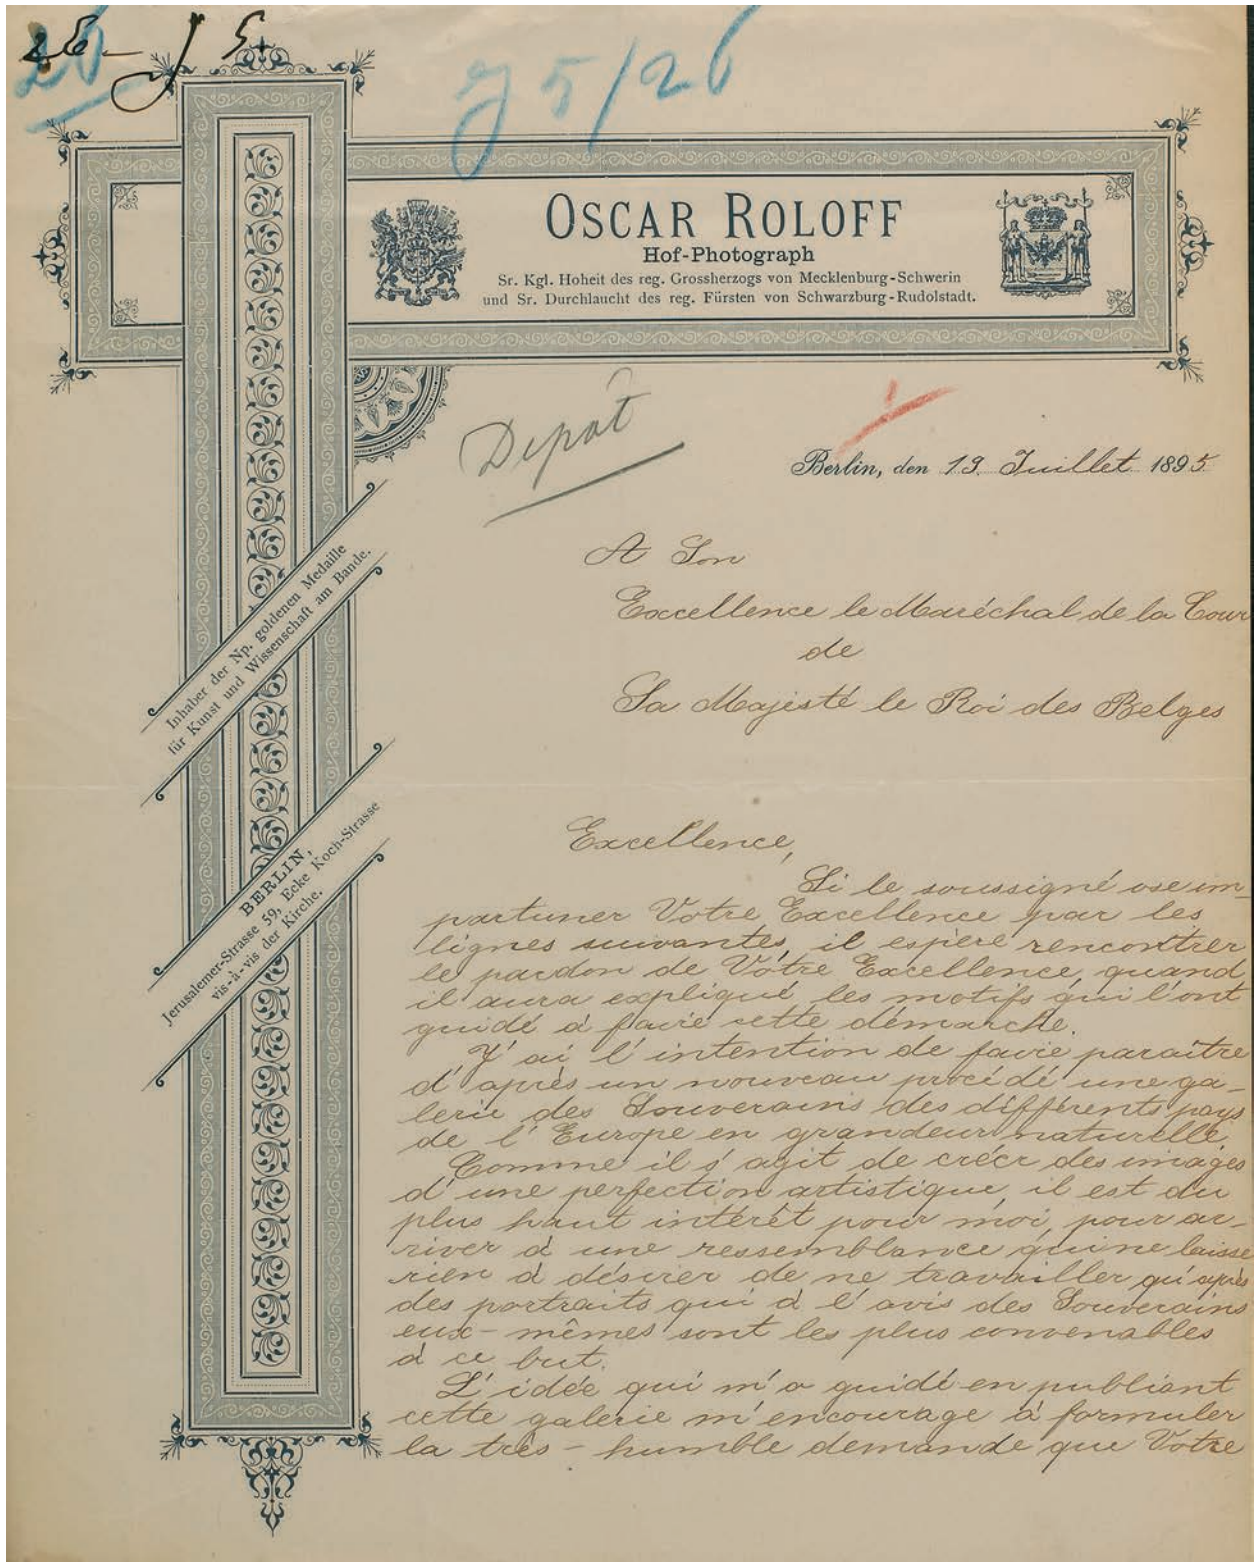 J 5/26
OSCAR ROLOFF
Hof-Photograph
Sr. Kgl. Hoheit des reg. Grossherzogs von Mecklenburg-Schwerin
und Sr. Durchlaucht des reg. Fürsten von Schwarzburg-Rudolstadt.
Depôt
Berlin, den 19. Juillet 1895
A Son
Excellence le Maréchal de la Cour
de
Sa Majesté le Roi des Belges
Inhaber der Np. goldenen Medaille
für Kunst und Wissenschaft am Bande.
BERLIN,
Jerusalemer-Strasse 59, Ecke Koch-Strasse
vis-à-vis der Kirche.
Excellence,
Si le soussigné ose im-
portuner Votre Excellence par les
lignes suivantes, il espère rencontrer
le pardon de Votre Excellence, quand
il aura expliqué les motifs qui l'ont
guidé à faire cette démarche.
J'ai l'intention de faire paraître
d'après un nouveau procédé une ga-
lerie des Souverains des différents pays
de l'Europe en grandeur naturelle.
Comme il s'agit de créer des images
d'une perfection artistique, il est du
plus haut intérêt pour moi, pour ar-
river à une ressemblance qui ne laisse
rien à désirer de ne travailler qu'après
des portraits qui à l'avis des Souverains
eux-mêmes sont les plus convenables
à ce but.
L'idée qui m'a guidé en publiant
cette galerie m'encourage à formuler
la très-humble demande que Votre